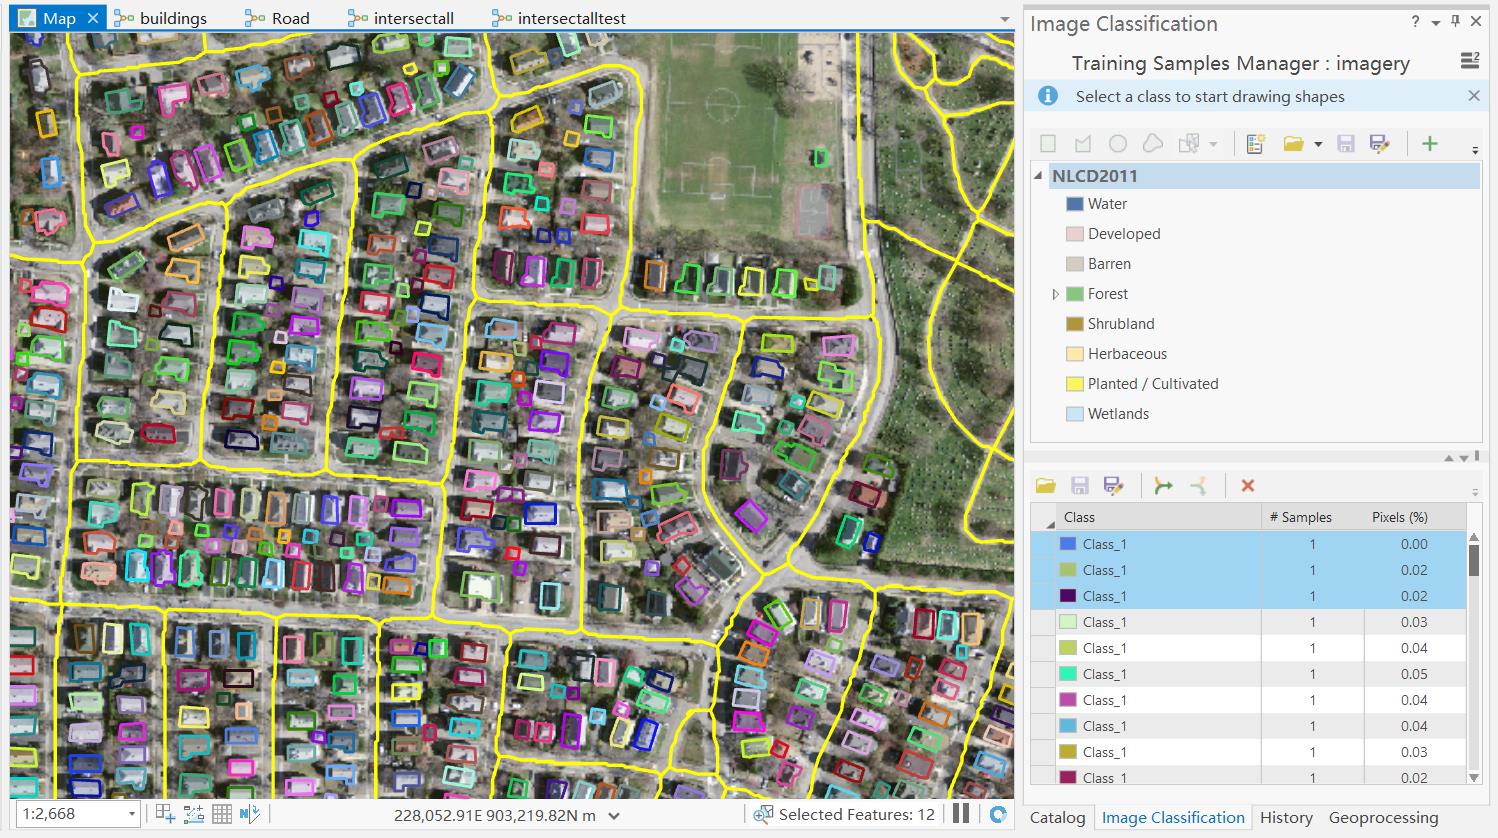 Map
buildings
Road
intersectall
intersectalltest
Image Classification
Training Samples Manager : imagery
Select a class to start drawing shapes
NLCD2011
Water
Developed
Barren
Forest
Shrubland
Herbaceous
Planted / Cultivated
Wetlands
Class # Samples Pixels (%)
Class_1 1 0.00
Class_1 1 0.02
Class_1 1 0.02
Class_1 1 0.03
Class_1 1 0.04
Class_1 1 0.05
Class_1 1 0.04
Class_1 1 0.04
Class_1 1 0.03
Class_1 1 0.02
1:2,668
228,052.91E 903,219.82N m
Selected Features: 12
Catalog Image Classification History Geoprocessing